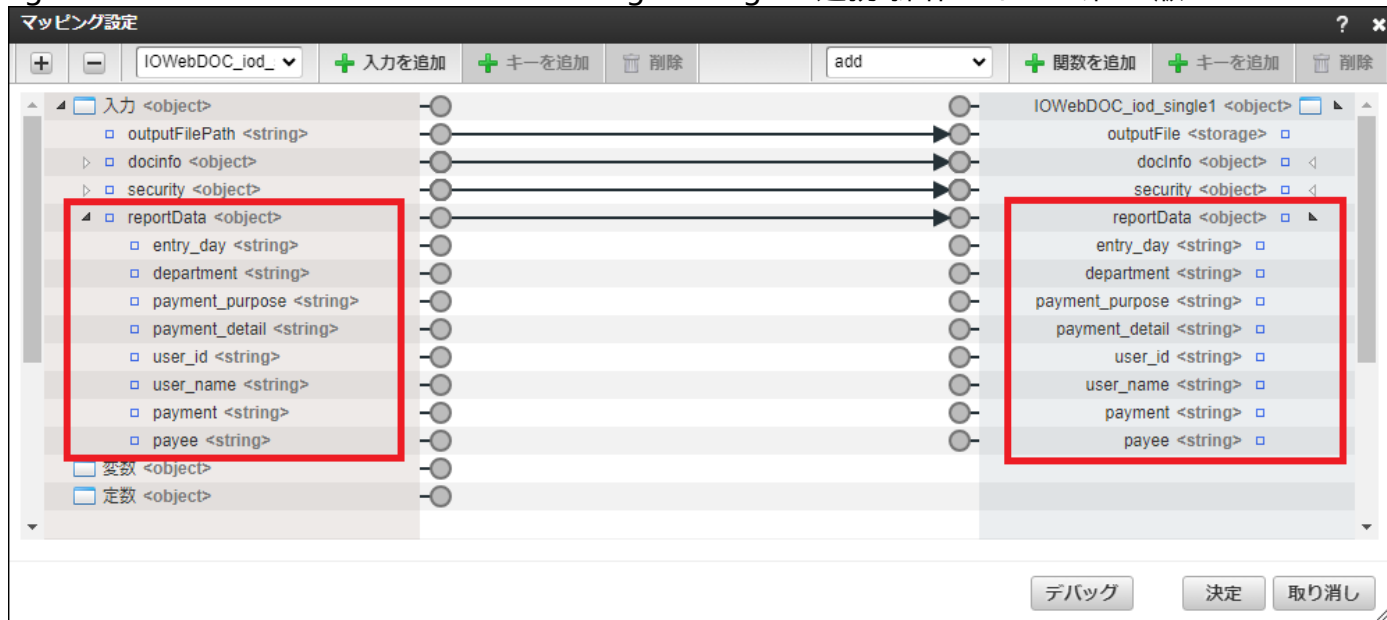 マッピング設定 ?
IOWebDOC_iod_ 入力を追加 キーを追加 削除 add 関数を追加 キーを追加 削除
入力 <object> IOWebDOC_iod_single1 <object>
outputFilePath <string> outputFile <storage>
docinfo <object> docInfo <object>
security <object> security <object>
reportData <object> reportData <object>
entry_day <string> entry_day <string>
department <string> department <string>
payment_purpose <string> payment_purpose <string>
payment_detail <string> payment_detail <string>
user_id <string> user_id <string>
user_name <string> user_name <string>
payment <string> payment <string>
payee <string> payee <string>
変数 <object>
定数 <object>
デバッグ 決定 取り消し